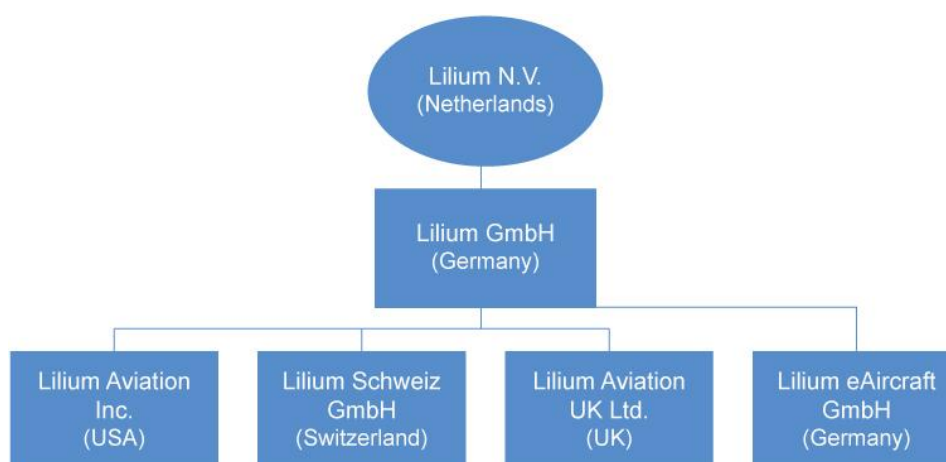 Lilium N.V.
(Netherlands)
Lilium GmbH
(Germany)
Lilium Aviation
Inc.
(USA)
Lilium Schweiz
GmbH
(Switzerland)
Lilium Aviation
UK Ltd.
(UK)
Lilium eAircraft
GmbH
(Germany)